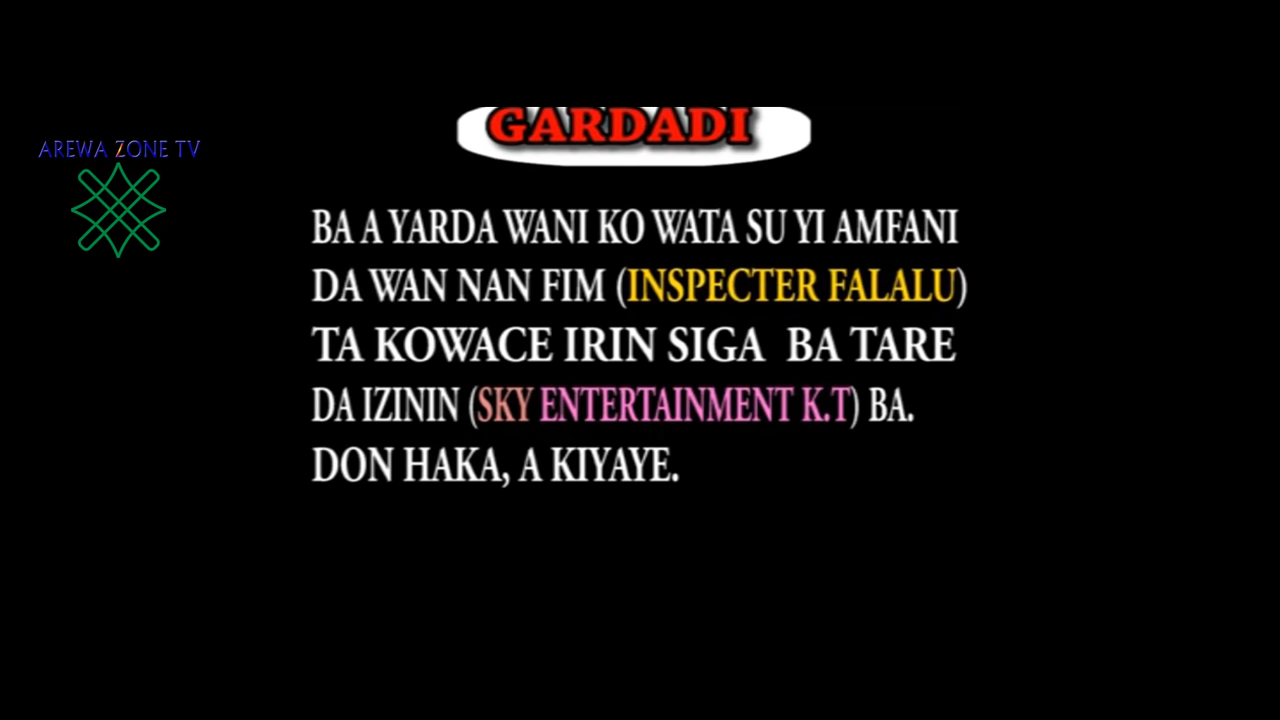 GARDADI
AREWA ZONE TV
BA A YARDA WANI KO WATA SU YI AMFANI
DA WAN NAN FIM (INSPECTER FALALU)
TA KOWACE IRIN SIGA BA TARE
DA IZININ (SKY ENTERTAINMENT K.T) BA.
DON HAKA, A KIYAYE.